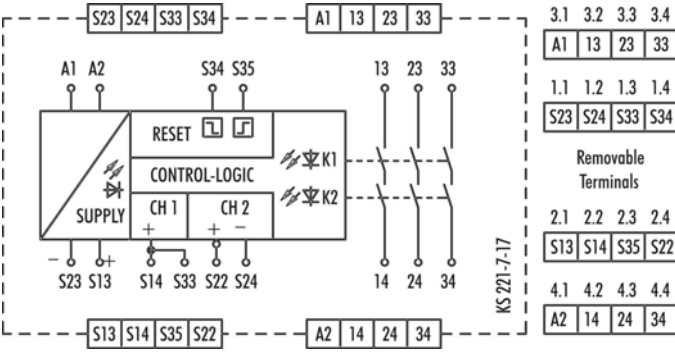 S23 S24 S33 S34 A1 13 23 33
3.1 3.2 3.3 3.4
A1 13 23 33
A1 A2 S34 S35 13 23 33
1.1 1.2 1.3 1.4
S23 S24 S33 S34
RESET
K1
CONTROL-LOGIC
Removable
Terminals
SUPPLY
CH 1 CH 2
K2
+ + −
2.1 2.2 2.3 2.4
S13 S14 S35 S22
− +
S23 S13 S14 S33 S22 S24 14 24 34
KS 221-7-17
4.1 4.2 4.3 4.4
A2 14 24 34
S13 S14 S35 S22 A2 14 24 34